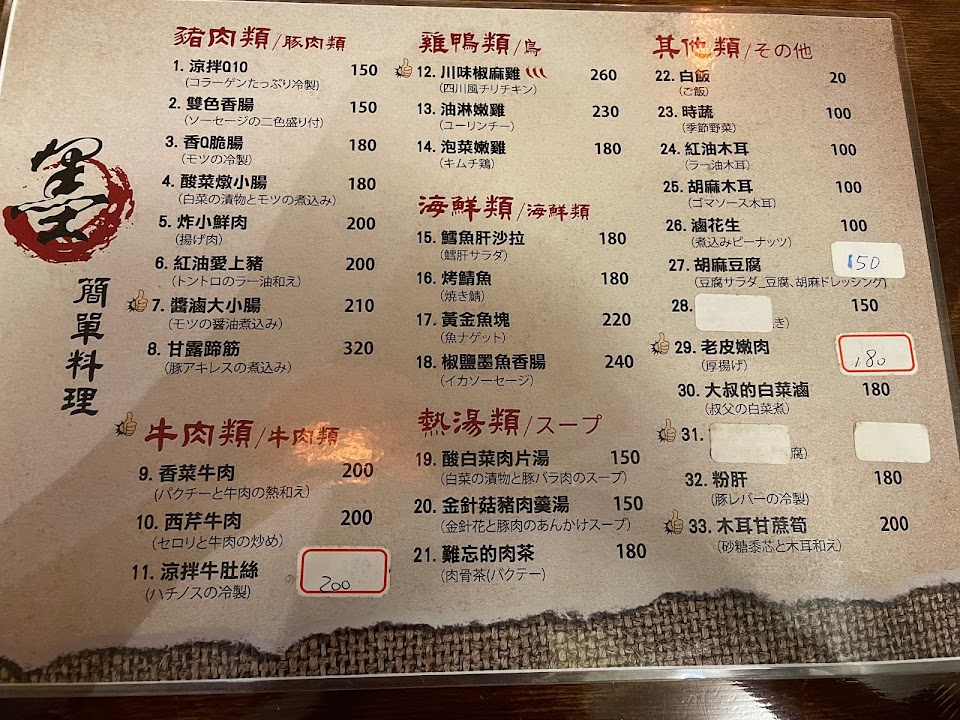 墨
簡單料理
豬肉類/豚肉類
1. 涼拌Q10 150
(コラーゲンたっぷり冷製)
2. 雙色香腸 150
(ソーセージの二色盛り付)
3. 香Q脆腸 180
(モツの冷製)
4. 酸菜燉小腸 180
(白菜の漬物とモツの煮込み)
5. 炸小鮮肉 200
(揚げ肉)
6. 紅油愛上豬 200
(トントロのラー油和え)
7. 醬滷大小腸 210
(モツの醤油煮込み)
8. 甘露蹄筋 320
(豚アキレスの煮込み)
牛肉類/牛肉類
9. 香菜牛肉 200
(パクチーと牛肉の熱和え)
10. 西芹牛肉 200
(セロリと牛肉の炒め)
11. 涼拌牛肚絲 200
(ハチノスの冷製)
雞鴨類/鳥
12. 川味椒麻雞 260
(四川風チリチキン)
13. 油淋嫩雞 230
(ユーリンチー)
14. 泡菜嫩雞 180
(キムチ鶏)
海鮮類/海鮮類
15. 鱈魚肝沙拉 180
(鱈肝サラダ)
16. 烤鯖魚 180
(焼き鯖)
17. 黃金魚塊 220
(魚ナゲット)
18. 椒鹽墨魚香腸 240
(イカソーセージ)
熱湯類/スープ
19. 酸白菜肉片湯 150
(白菜の漬物と豚バラ肉のスープ)
20. 金針菇豬肉羹湯 150
(金針花と豚肉のあんかけスープ)
21. 難忘的肉茶 180
(肉骨茶(バクテー)
其他類/その他
22. 白飯 20
(ご飯)
23. 時蔬 100
(季節野菜)
24. 紅油木耳 100
(ラー油木耳)
25. 胡麻木耳 100
(ゴマソース木耳)
26. 滷花生 100
(煮込みピーナッツ)
27. 胡麻豆腐 150
(豆腐サラダ_豆腐、胡麻ドレッシング)
28. 150
き)
29. 老皮嫩肉 180
(厚揚げ)
30. 大叔的白菜滷 180
(叔父の白菜煮)
31.
腐)
32. 粉肝 180
(豚レバーの冷製)
33. 木耳甘蔗筍 200
(砂糖黍芯と木耳和え)